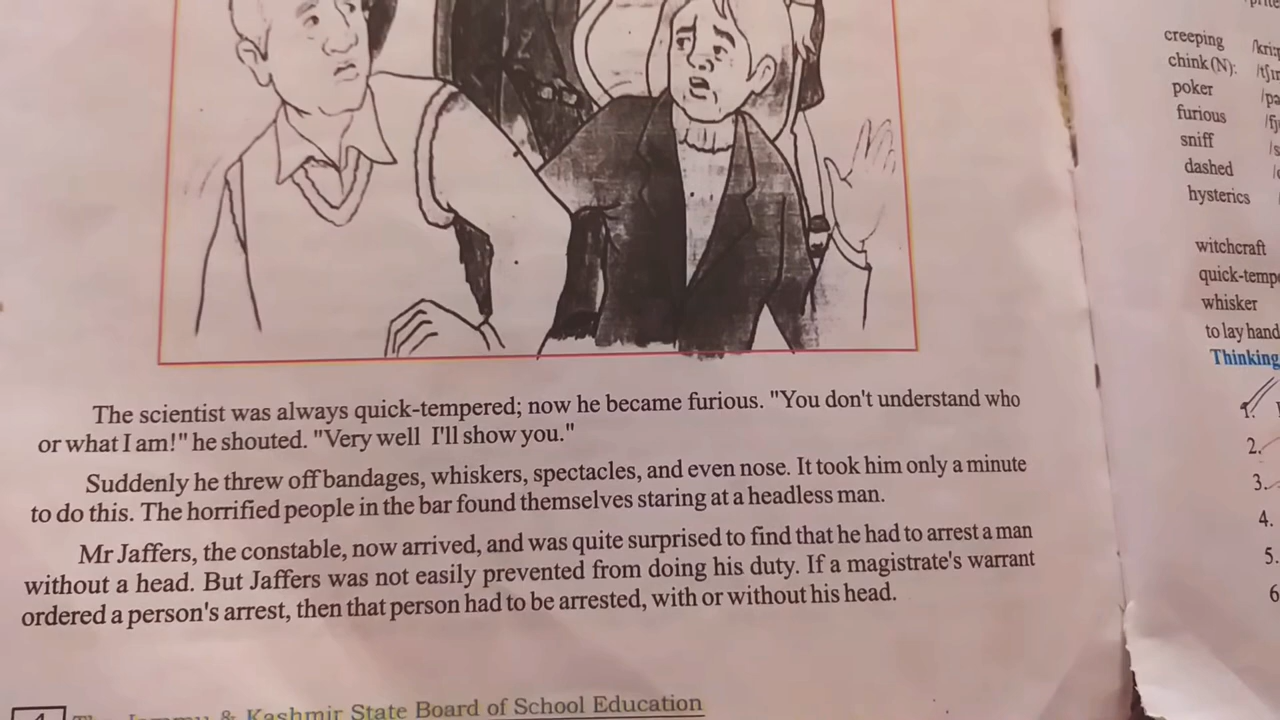 The scientist was always quick-tempered; now he became furious. "You don't understand who
or what I am!" he shouted. "Very well I'll show you."
Suddenly he threw off bandages, whiskers, spectacles, and even nose. It took him only a minute
to do this. The horrified people in the bar found themselves staring at a headless man.
Mr Jaffers, the constable, now arrived, and was quite surprised to find that he had to arrest a man
without a head. But Jaffers was not easily prevented from doing his duty. If a magistrate's warrant
ordered a person's arrest, then that person had to be arrested, with or without his head.
& Kashmir State Board of School Education
creeping
chink (N):
poker
furious
sniff
dashed
hysterics
witchcraft
whisker
to lay hand
Thinking
1.
2.
3.
4.
5.
6